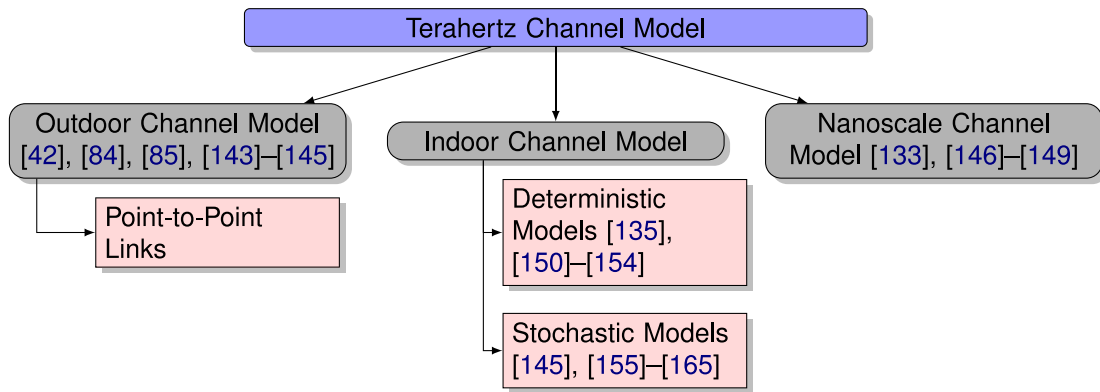 Terahertz Channel Model
Outdoor Channel Model
[42], [84], [85], [143]–[145]
Point-to-Point
Links
Indoor Channel Model
Deterministic
Models [135],
[150]–[154]
Stochastic Models
[145], [155]–[165]
Nanoscale Channel
Model [133], [146]–[149]